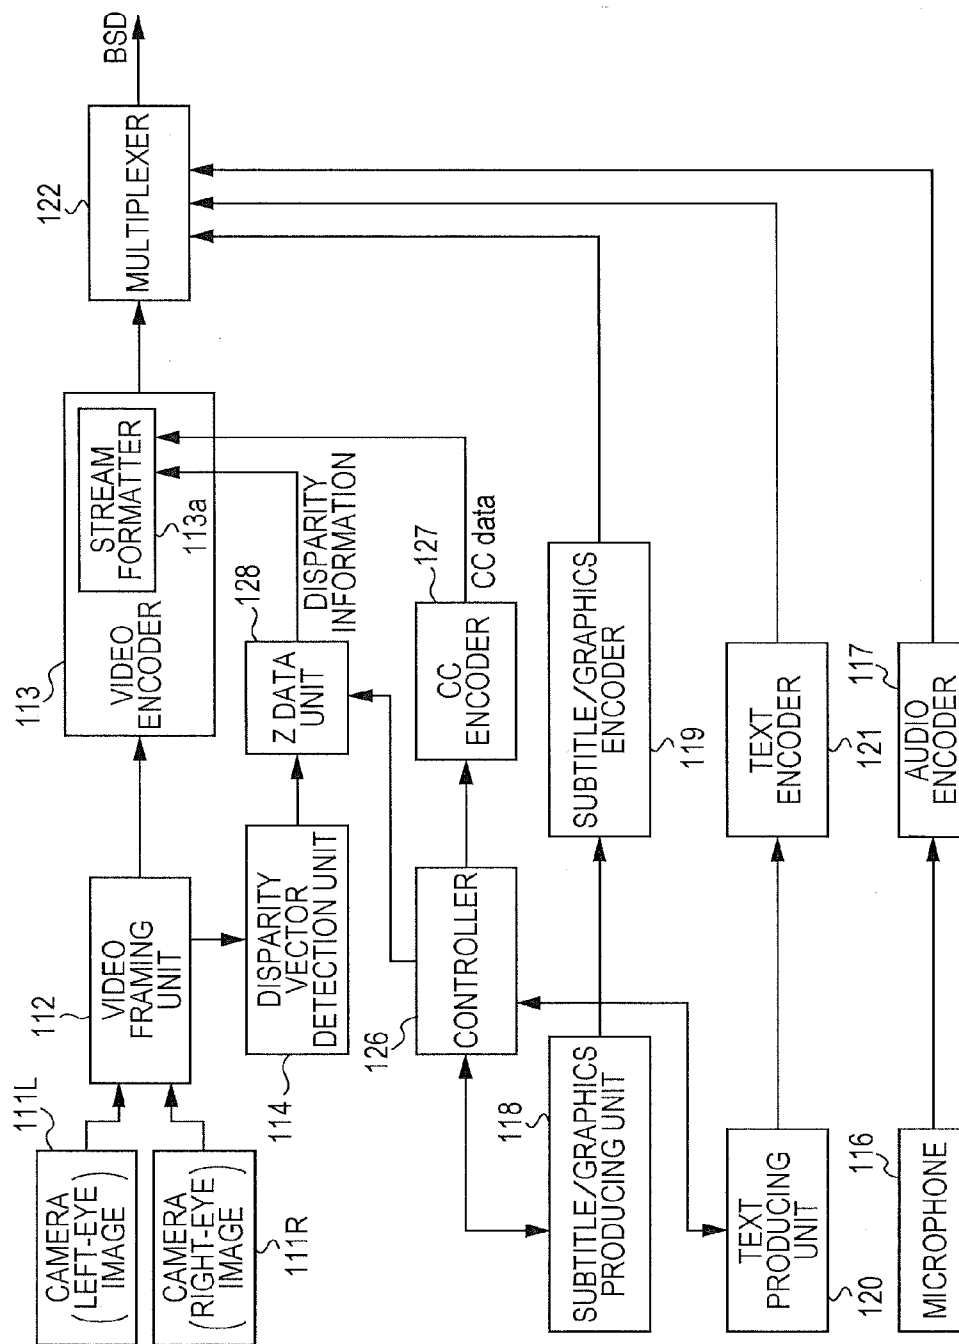 111L
CAMERA
(LEFT-EYE
IMAGE)
CAMERA
(RIGHT-EYE
IMAGE)
111R
112
VIDEO
FRAMING
UNIT
113
VIDEO
ENCODER
STREAM
FORMATTER
113a
122
MULTIPLEXER
BSD
DISPARITY
VECTOR
DETECTION UNIT
114
128
Z DATA
UNIT
DISPARITY
INFORMATION
126
CONTROLLER
127
CC
ENCODER
CC data
118
SUBTITLE/GRAPHICS
PRODUCING UNIT
SUBTITLE/GRAPHICS
ENCODER
119
TEXT
PRODUCING
UNIT
120
TEXT
ENCODER
121
116
MICROPHONE
117
AUDIO
ENCODER